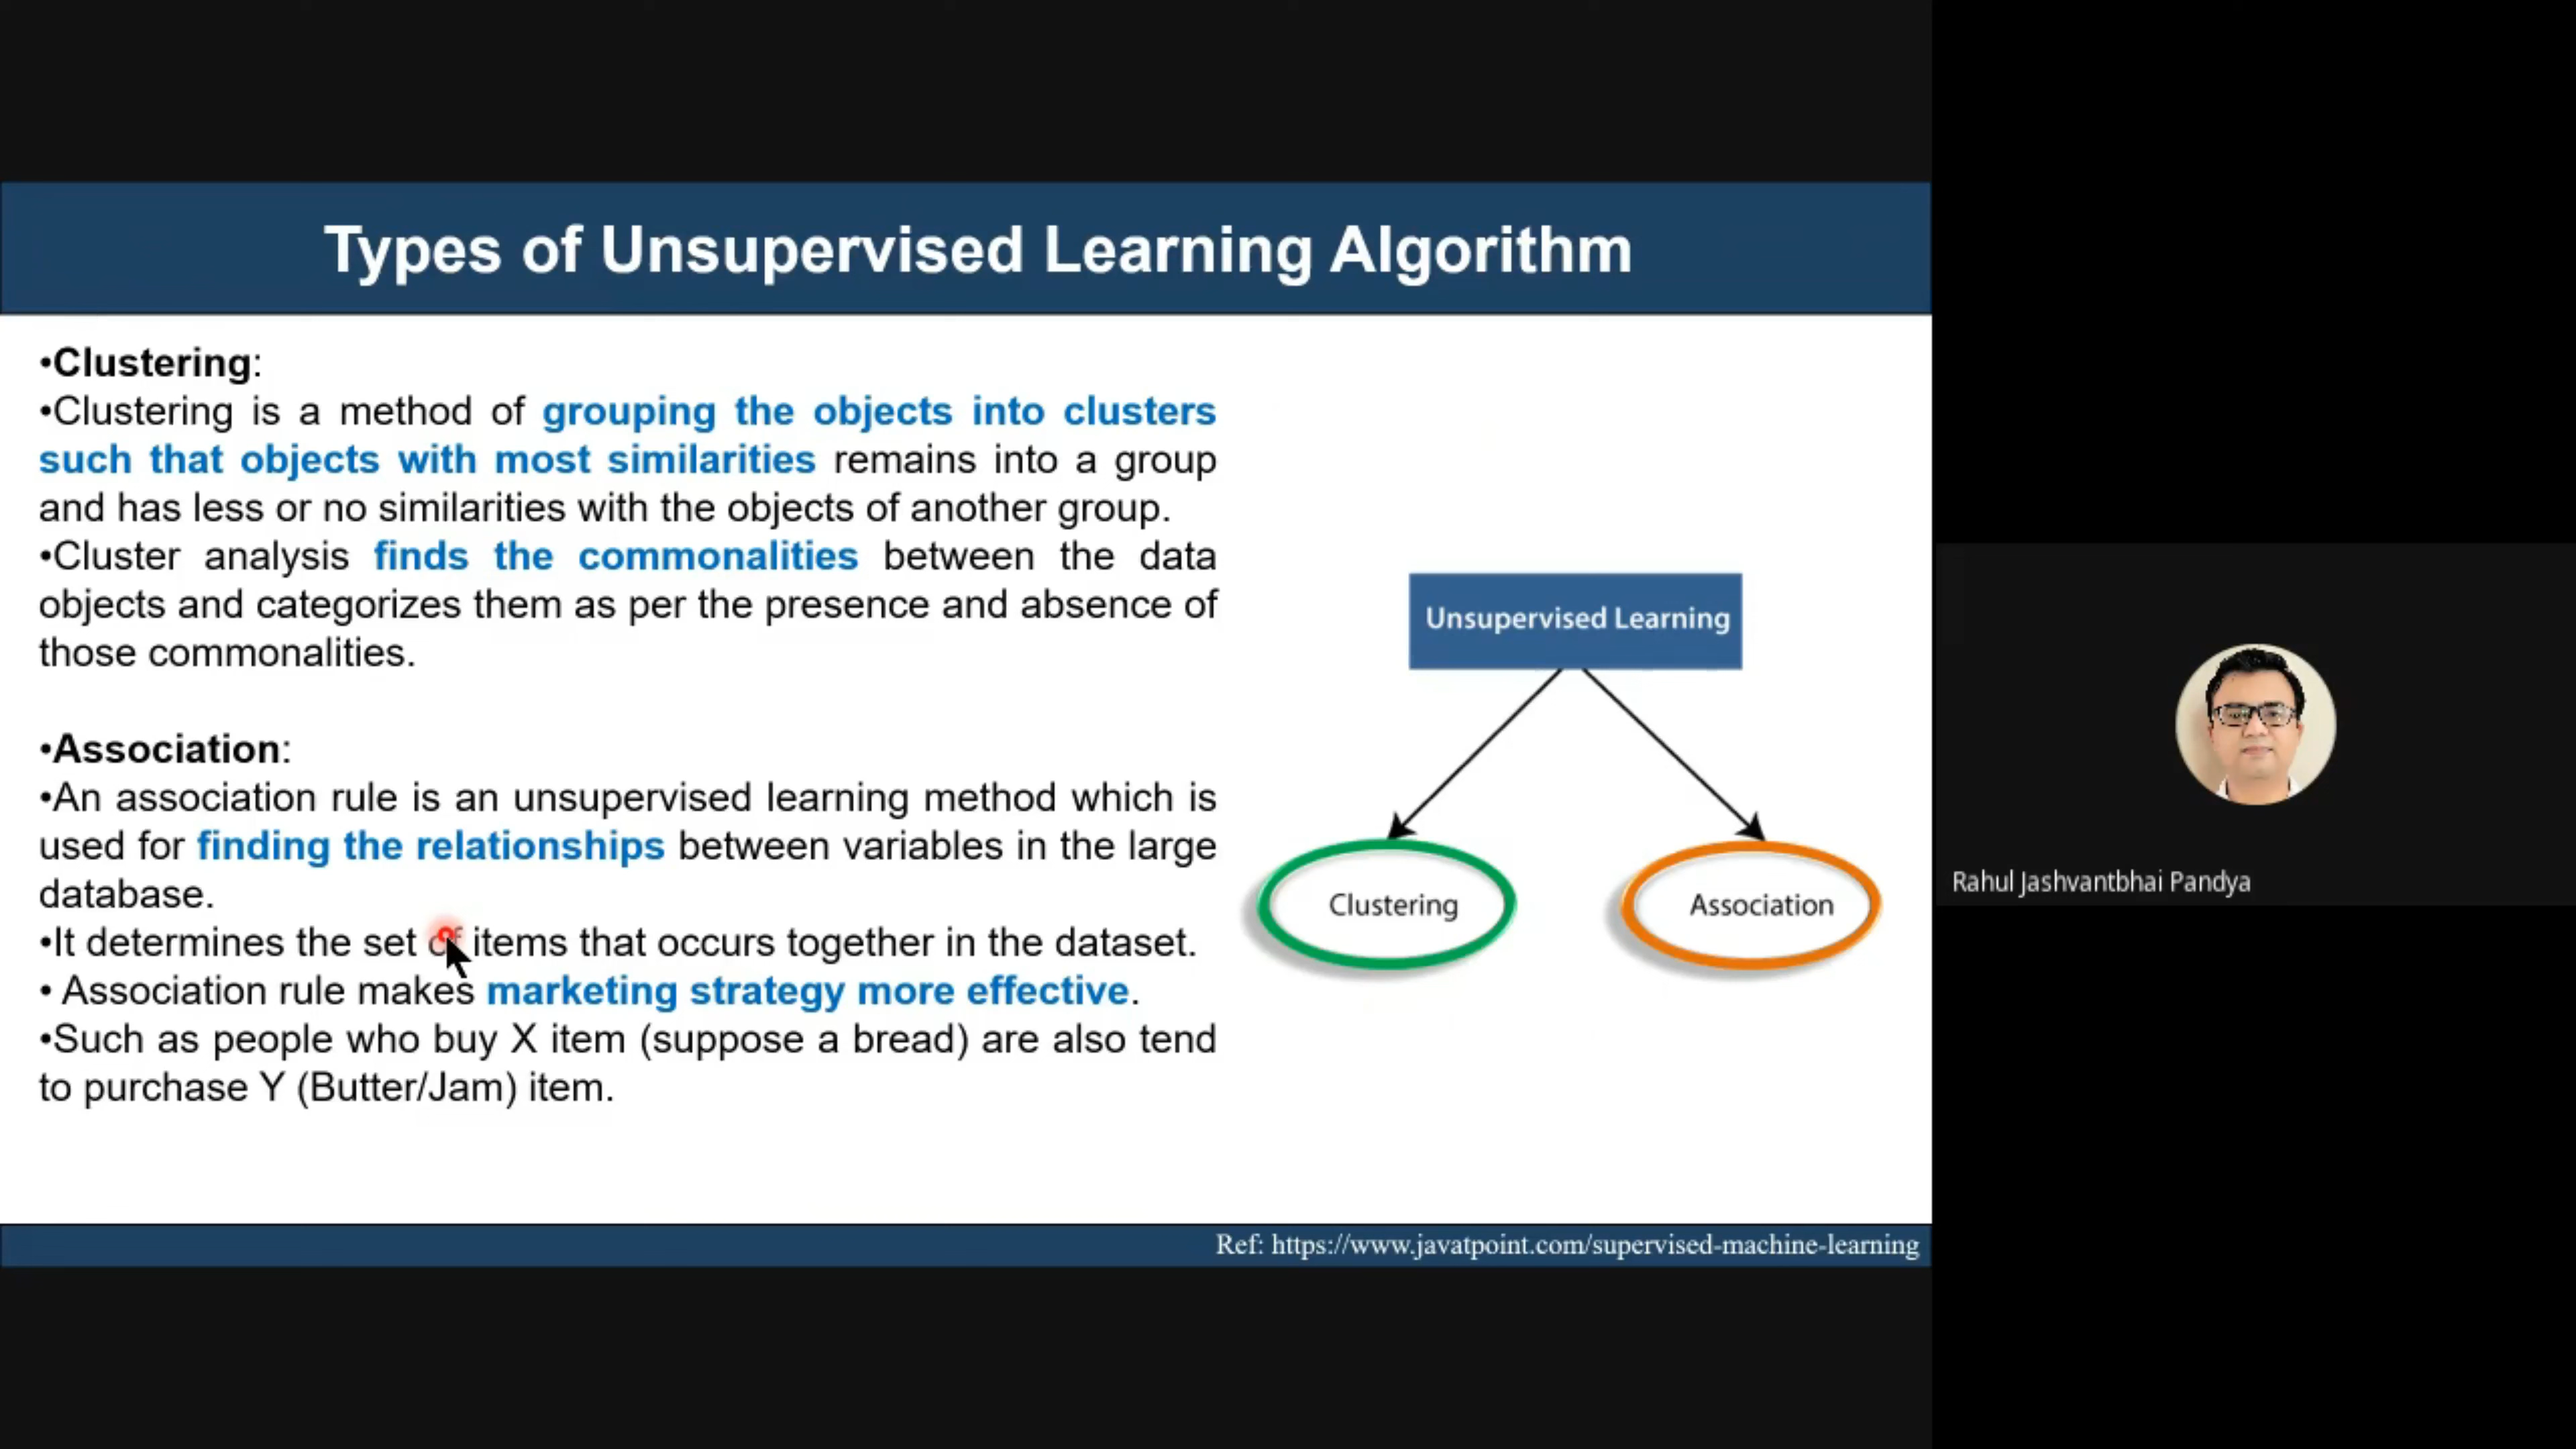 Types of Unsupervised Learning Algorithm
•Clustering:
•Clustering is a method of grouping the objects into clusters
such that objects with most similarities remains into a group
and has less or no similarities with the objects of another group.
•Cluster analysis finds the commonalities between the data
objects and categorizes them as per the presence and absence of
those commonalities.
•Association:
•An association rule is an unsupervised learning method which is
used for finding the relationships between variables in the large
database.
•It determines the set of items that occurs together in the dataset.
• Association rule makes marketing strategy more effective.
•Such as people who buy X item (suppose a bread) are also tend
to purchase Y (Butter/Jam) item.
Unsupervised Learning
Clustering
Association
Ref: https://www.javatpoint.com/supervised-machine-learning
Rahul Jashvantbhai Pandya